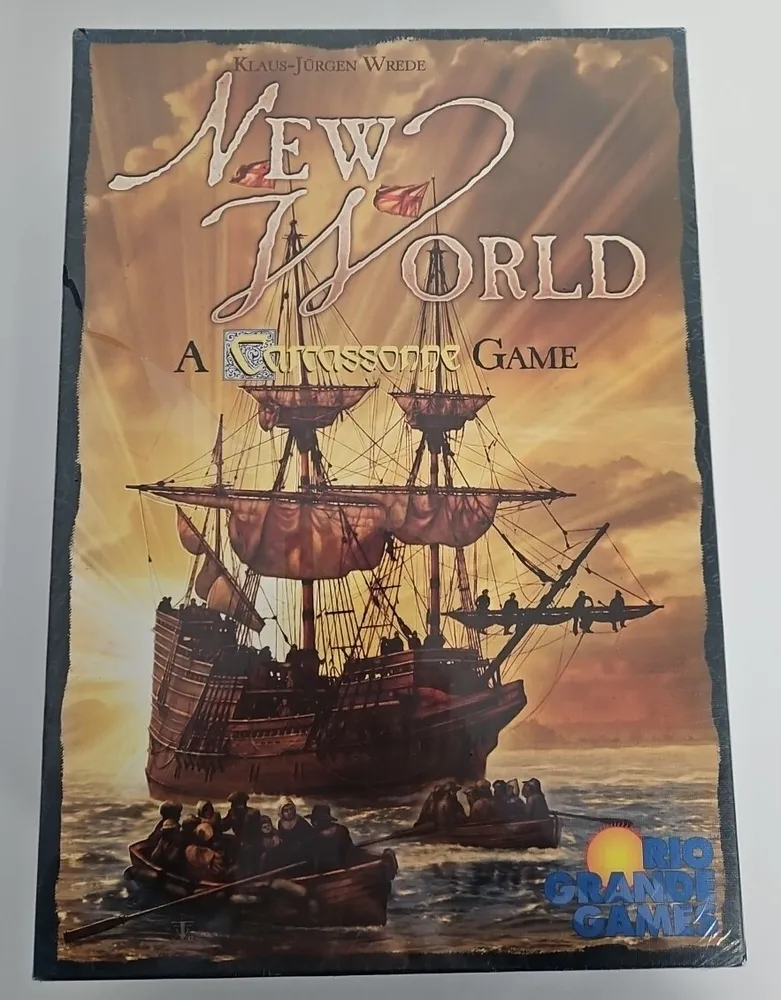 KLAUS-JÜRGEN WREDE
NEW
WORLD
A Carcassonne GAME
RIO
GRANDE
GAMES